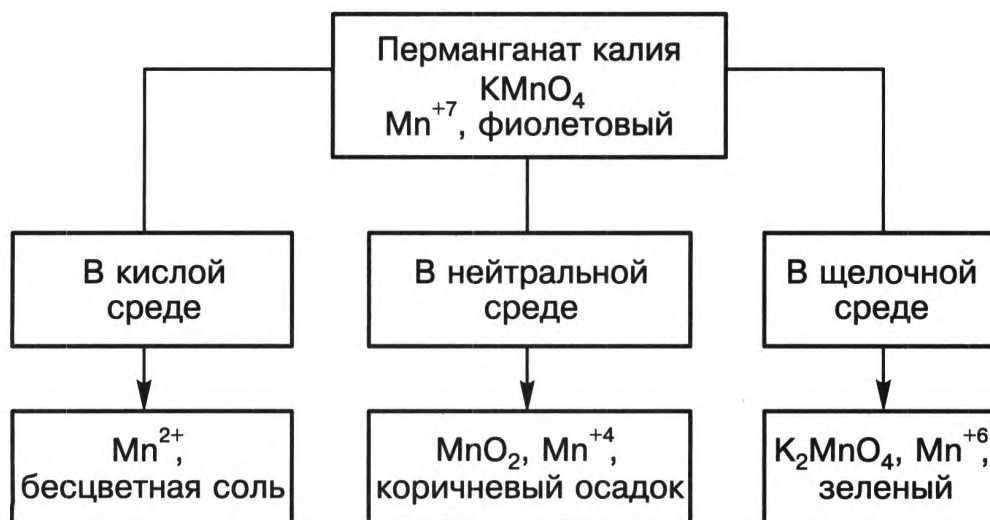 Перманганат калия
KMnO₄
Mn⁺⁷, фиолетовый
В кислой
среде
В нейтральной
среде
В щелочной
среде
Mn²⁺,
бесцветная соль
MnO₂, Mn⁺⁴,
коричневый осадок
K₂MnO₄, Mn⁺⁶,
зеленый